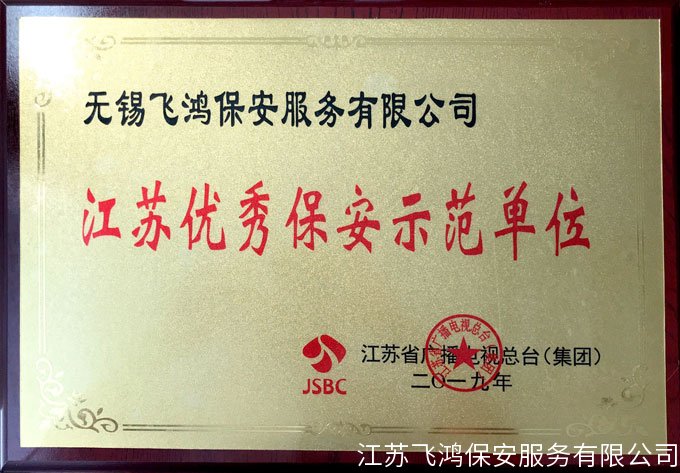 无锡飞鸿保安服务有限公司
江苏优秀保安示范单位
JSBC
江苏省广播电视总台(集团)
二〇一九年
江苏飞鸿保安服务有限公司